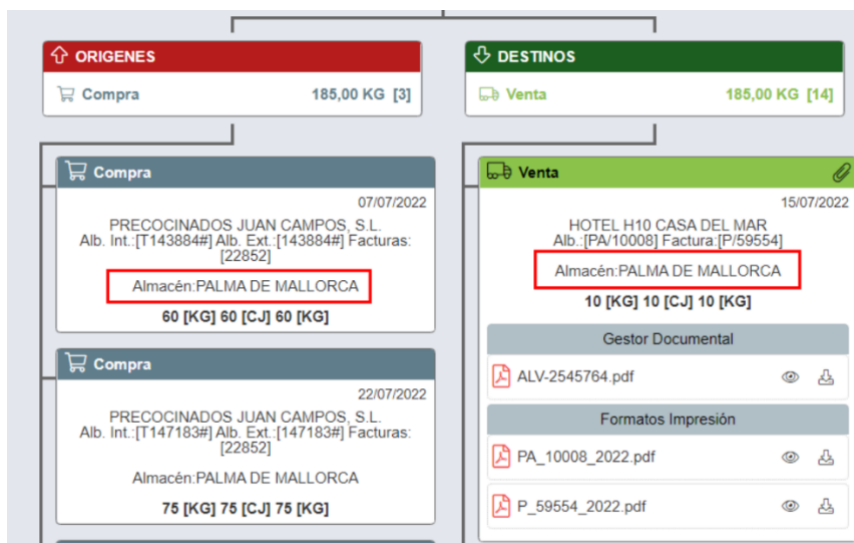 ORIGENES
Compra 185,00 KG [3]
Compra
07/07/2022
PRECOCINADOS JUAN CAMPOS, S.L.
Alb. Int.:[T143884#] Alb. Ext.:[143884#] Facturas:
[22852]
Almacén:PALMA DE MALLORCA
60 [KG] 60 [CJ] 60 [KG]
Compra
22/07/2022
PRECOCINADOS JUAN CAMPOS, S.L.
Alb. Int.:[T147183#] Alb. Ext.:[147183#] Facturas:
[22852]
Almacén:PALMA DE MALLORCA
75 [KG] 75 [CJ] 75 [KG]
DESTINOS
Venta 185,00 KG [14]
Venta
15/07/2022
HOTEL H10 CASA DEL MAR
Alb.:[PA/10008] Factura:[P/59554]
Almacén:PALMA DE MALLORCA
10 [KG] 10 [CJ] 10 [KG]
Gestor Documental
ALV-2545764.pdf
Formatos Impresión
PA_10008_2022.pdf
P_59554_2022.pdf